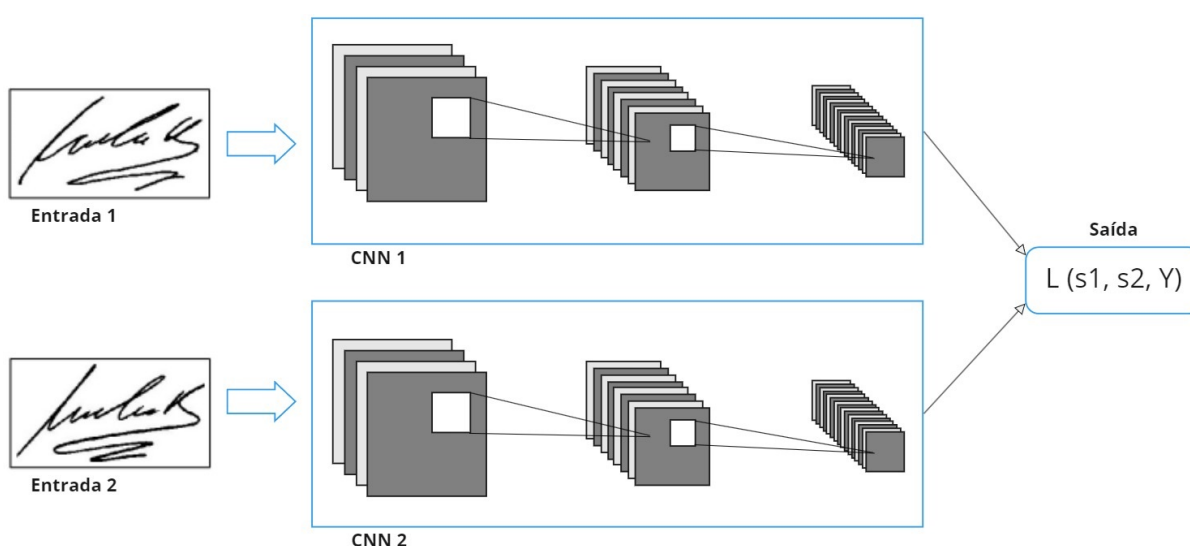 Entrada 1
CNN 1
Saída
L (s1, s2, Y)
Entrada 2
CNN 2